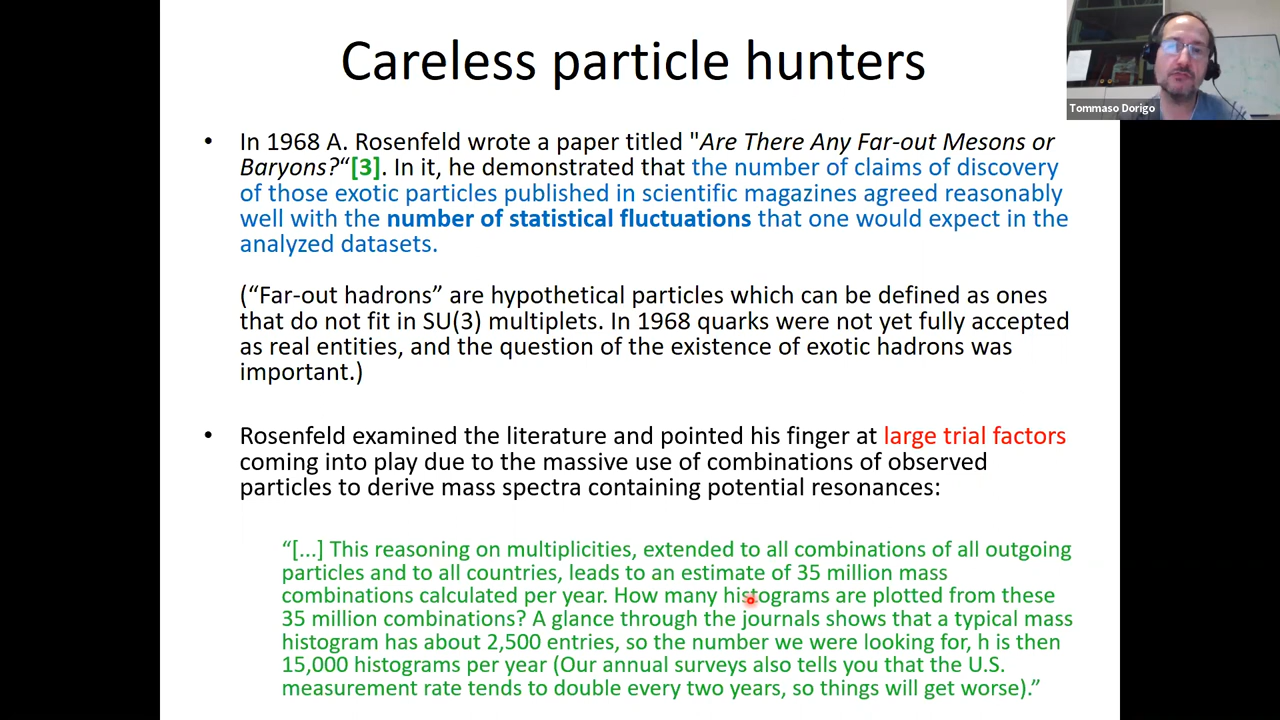 Careless particle hunters
Tommaso Dorigo
• In 1968 A. Rosenfeld wrote a paper titled "Are There Any Far-out Mesons or
Baryons?“[3]. In it, he demonstrated that the number of claims of discovery
of those exotic particles published in scientific magazines agreed reasonably
well with the number of statistical fluctuations that one would expect in the
analyzed datasets.
(“Far-out hadrons” are hypothetical particles which can be defined as ones
that do not fit in SU(3) multiplets. In 1968 quarks were not yet fully accepted
as real entities, and the question of the existence of exotic hadrons was
important.)
• Rosenfeld examined the literature and pointed his finger at large trial factors
coming into play due to the massive use of combinations of observed
particles to derive mass spectra containing potential resonances:
“[...] This reasoning on multiplicities, extended to all combinations of all outgoing
particles and to all countries, leads to an estimate of 35 million mass
combinations calculated per year. How many histograms are plotted from these
35 million combinations? A glance through the journals shows that a typical mass
histogram has about 2,500 entries, so the number we were looking for, h is then
15,000 histograms per year (Our annual surveys also tells you that the U.S.
measurement rate tends to double every two years, so things will get worse).”